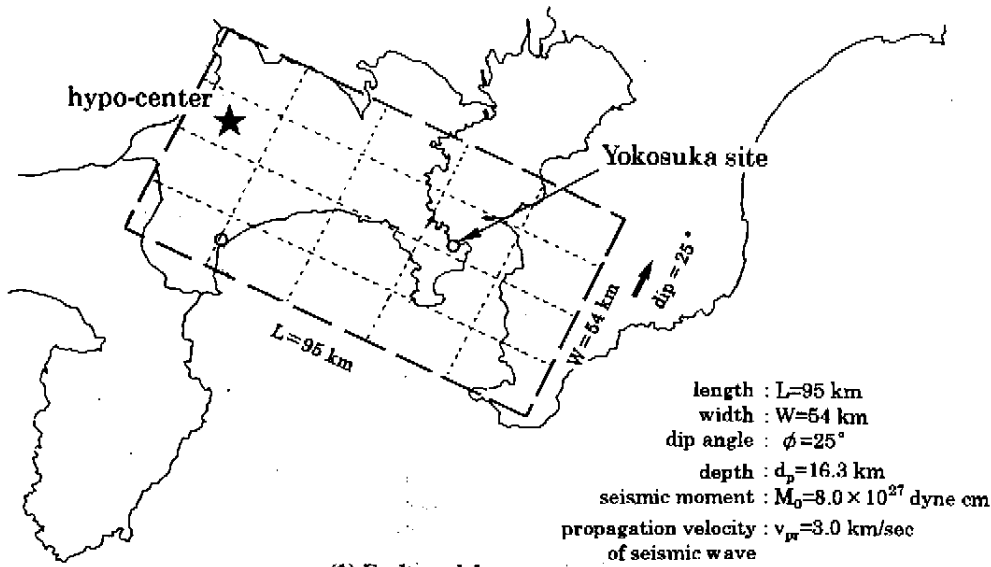 hypo-center
Yokosuka site
dip = 25°
W = 54 km
L = 95 km
length : L=95 km
width : W=54 km
dip angle : ϕ=25°
depth : dp=16.3 km
seismic moment : M0=8.0 × 10^27 dyne cm
propagation velocity : vpr=3.0 km/sec
of seismic wave